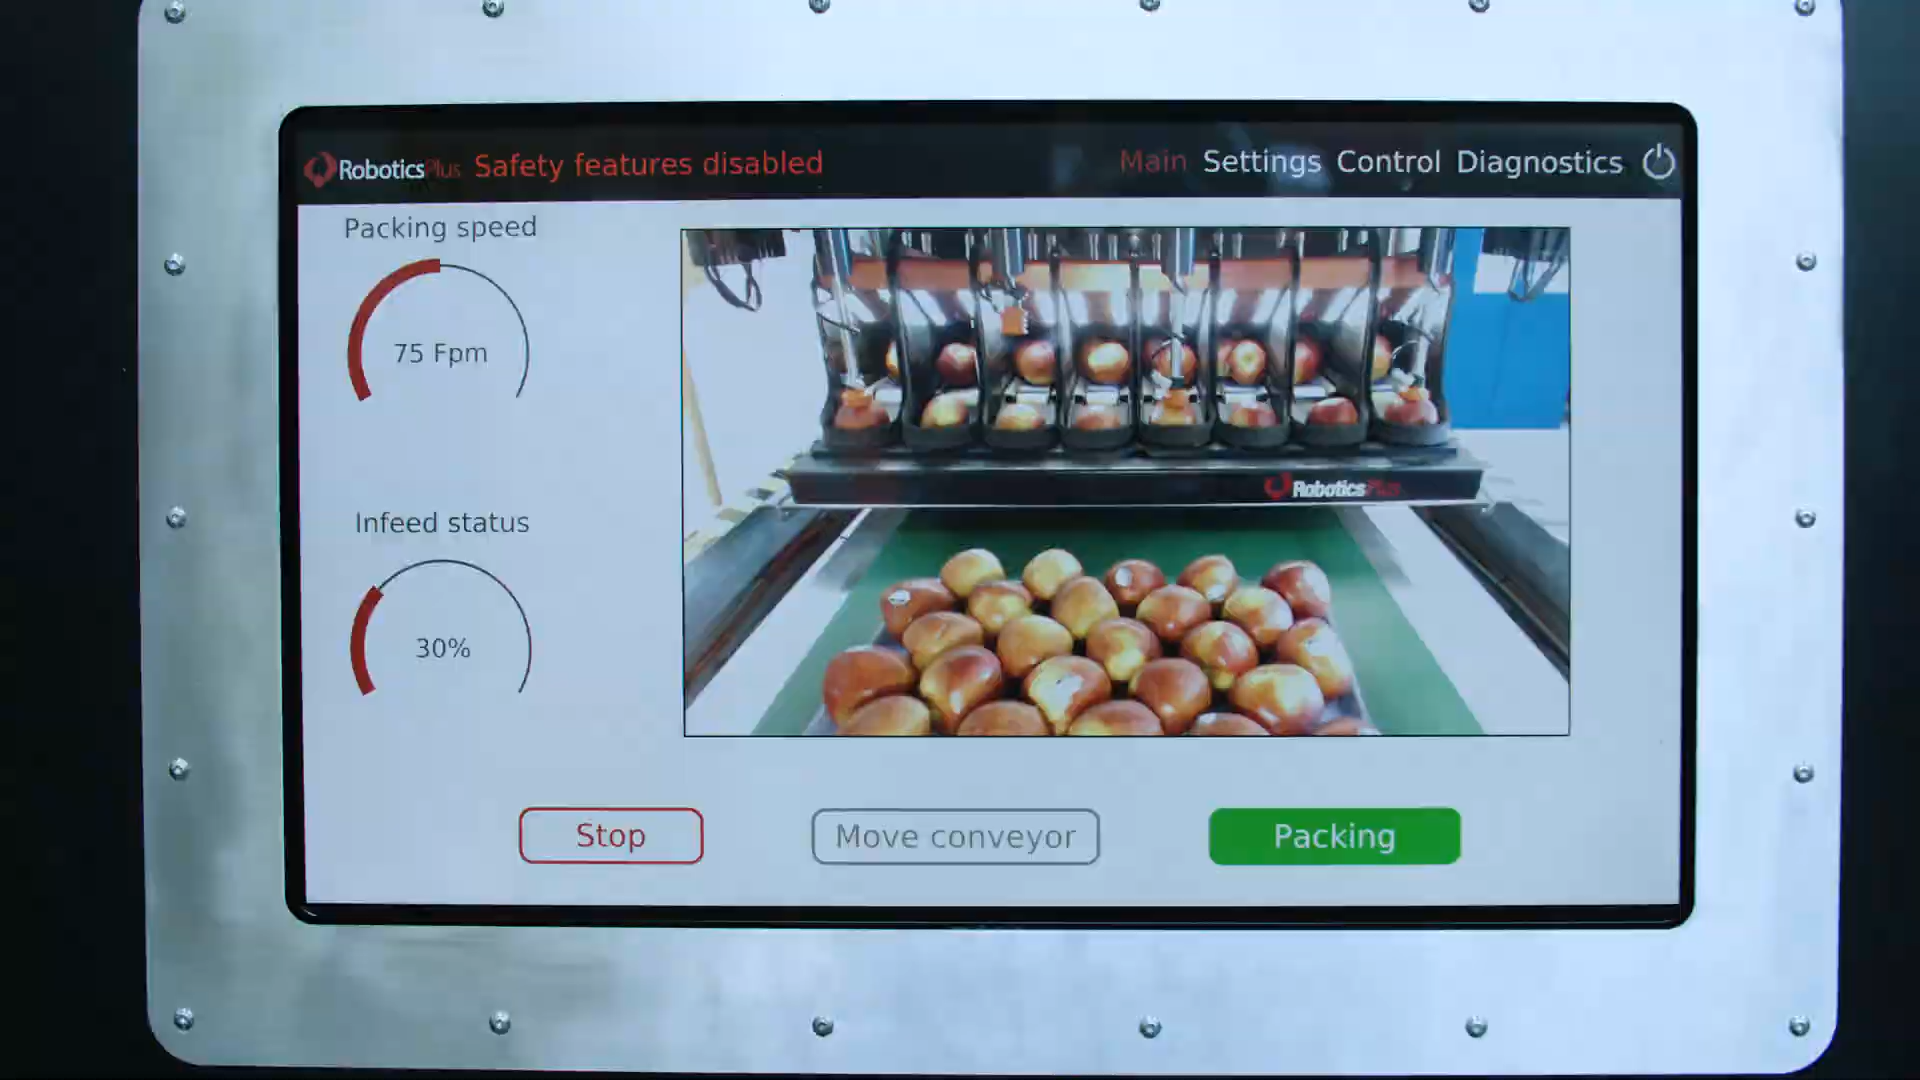 RoboticsPlus Safety features disabled
Main Settings Control Diagnostics
Packing speed
75 Fpm
Infeed status
30%
RoboticsPlus
Stop
Move conveyor
Packing